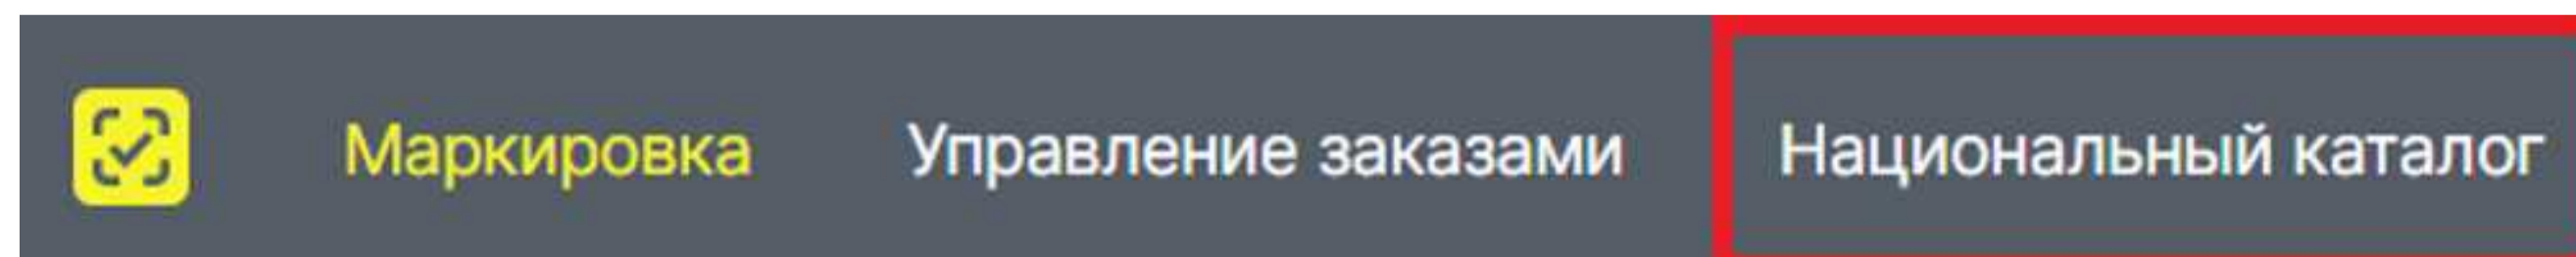 Маркировка Управление заказами Национальный каталог